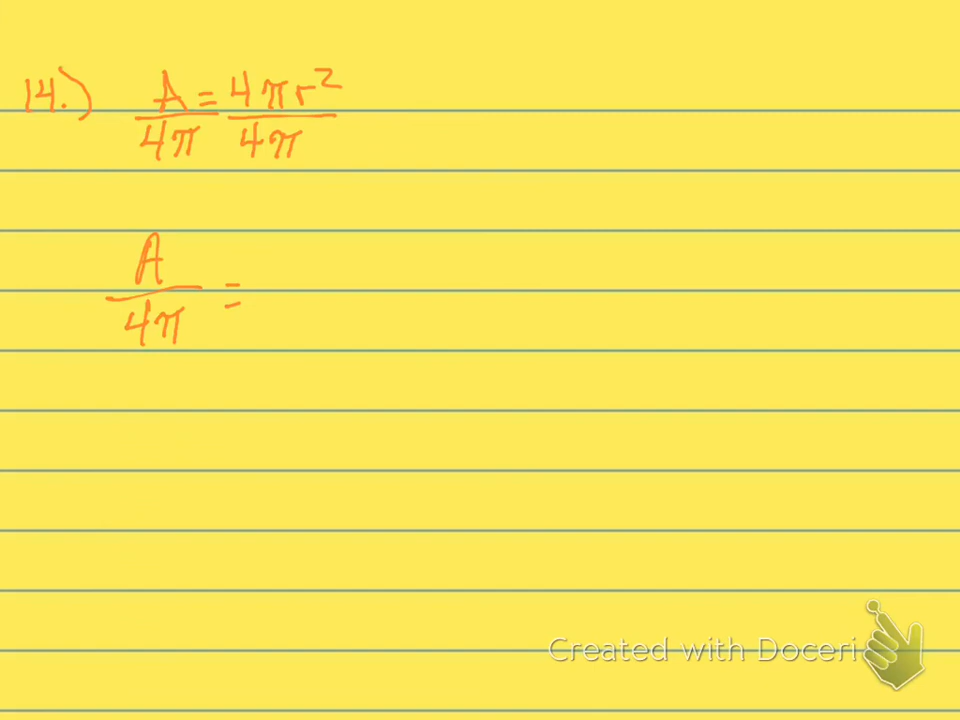 14.) A = 4πr²
4π 4π
A
4π =
Created with Doceri